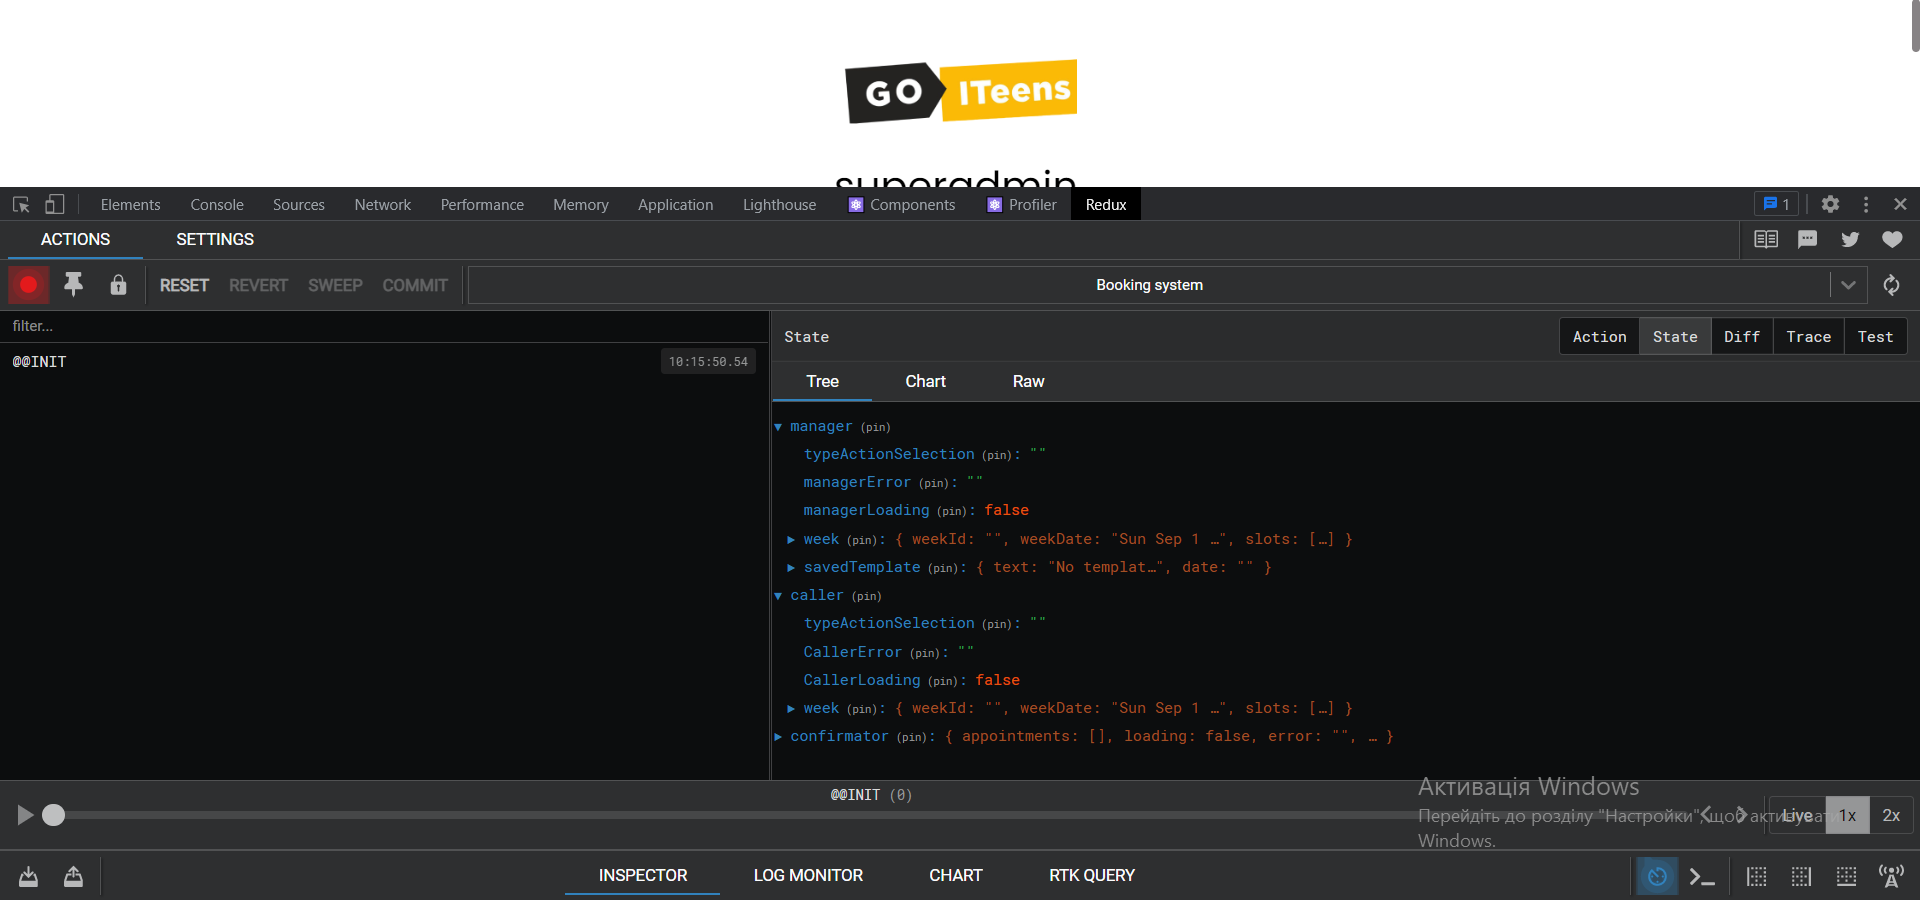 GO ITeens
superadmin
Elements Console Sources Network Performance Memory Application Lighthouse Components Profiler Redux 1
ACTIONS SETTINGS
RESET REVERT SWEEP COMMIT Booking system
filter...
@@INIT 10:15:50.54
State Action State Diff Trace Test
Tree Chart Raw
manager (pin)
typeActionSelection (pin): ""
managerError (pin): ""
managerLoading (pin): false
week (pin): { weekId: "", weekDate: "Sun Sep 1 …", slots: […] }
savedTemplate (pin): { text: "No templat…", date: "" }
caller (pin)
typeActionSelection (pin): ""
CallerError (pin): ""
CallerLoading (pin): false
week (pin): { weekId: "", weekDate: "Sun Sep 1 …", slots: […] }
confirmator (pin): { appointments: [], loading: false, error: "", … }
@@INIT (0)
Live 1x 2x
Активація Windows
Перейдіть до розділу "Настройки", щоб активувати
Windows.
INSPECTOR LOG MONITOR CHART RTK QUERY